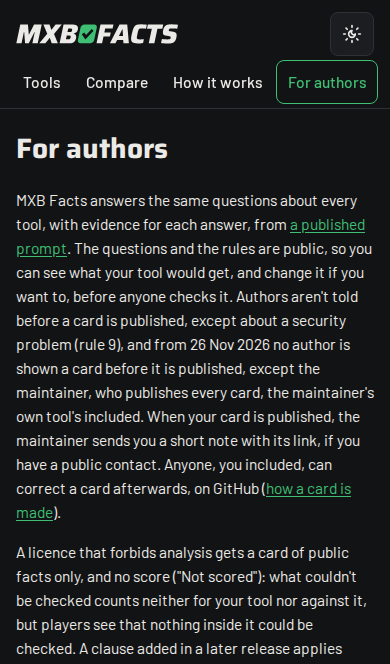 MXB FACTS
Tools Compare How it works For authors
For authors
MXB Facts answers the same questions about every
tool, with evidence for each answer, from a published
prompt. The questions and the rules are public, so you
can see what your tool would get, and change it if you
want to, before anyone checks it. Authors aren't told
before a card is published, except about a security
problem (rule 9), and from 26 Nov 2026 no author is
shown a card before it is published, except the
maintainer, who publishes every card, the maintainer's
own tool's included. When your card is published, the
maintainer sends you a short note with its link, if you
have a public contact. Anyone, you included, can
correct a card afterwards, on GitHub (how a card is
made).
A licence that forbids analysis gets a card of public
facts only, and no score ("Not scored"): what couldn't
be checked counts neither for your tool nor against it,
but players see that nothing inside it could be
checked. A clause added in a later release applies